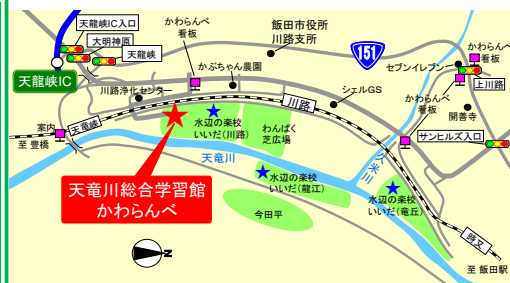 天龍峡IC入口
大明神原
天龍峡
天龍峡IC
かわらんべ
看板
飯田市役所
川路支所
151
セブンイレブン
かわらんべ
看板
上川路
かぶちゃん農園
川路浄化センター
川路
シェルGS
かわらんべ
看板
開善寺
サンヒルズ入口
案内
至 豊橋
天竜峡
水辺の楽校
いいだ(川路)
わんぱく
芝広場
天竜川
久米川
天竜川総合学習館
かわらんべ
水辺の楽校
いいだ(龍江)
水辺の楽校
いいだ(竜丘)
今田平
時又
至 飯田駅
N